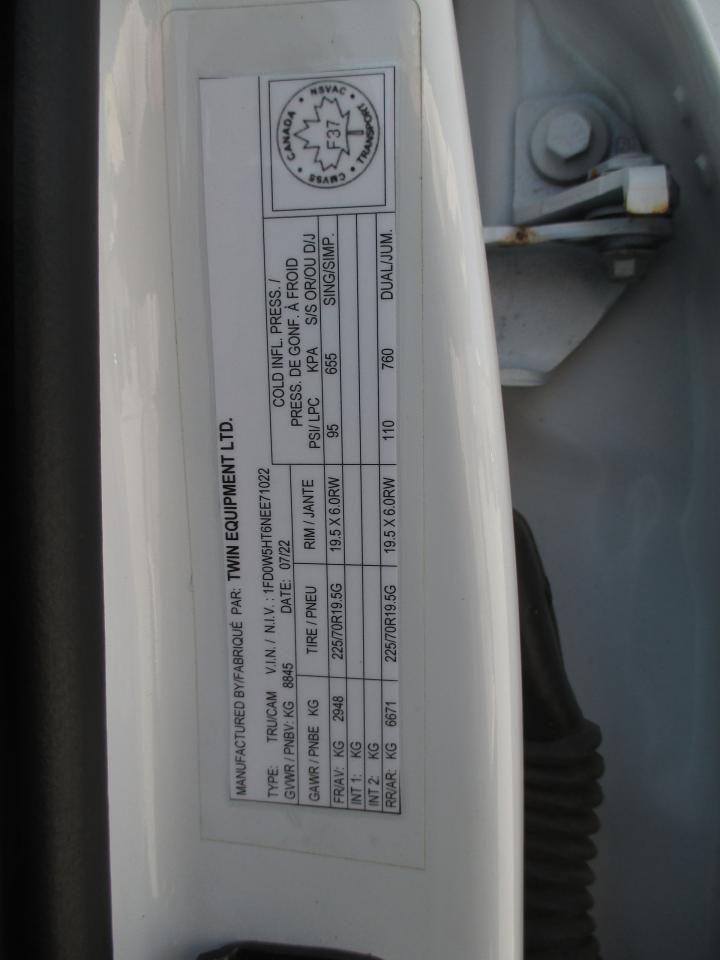 MANUFACTURED BY/FABRIQUÉ PAR: TWIN EQUIPMENT LTD.
TYPE: TRU/CAM V.I.N. / N.I.V. : 1FD0W5HT6NEE71022
GVWR / PNBV: KG 8845 DATE: 07/22
COLD INFL. PRESS. /
PRESS. DE GONF. À FROID
GAWR / PNBE KG TIRE / PNEU RIM / JANTE PSI/ LPC KPA S/S OR/OU D/J
FR/AV: KG 2948 225/70R19.5G 19.5 X 6.0RW 95 655 SING/SIMP.
INT 1: KG
INT 2: KG
RR/AR: KG 6671 225/70R19.5G 19.5 X 6.0RW 110 760 DUAL/JUM.
CANADA • NSVAC • TRANSPORT • CMVSS •
F37